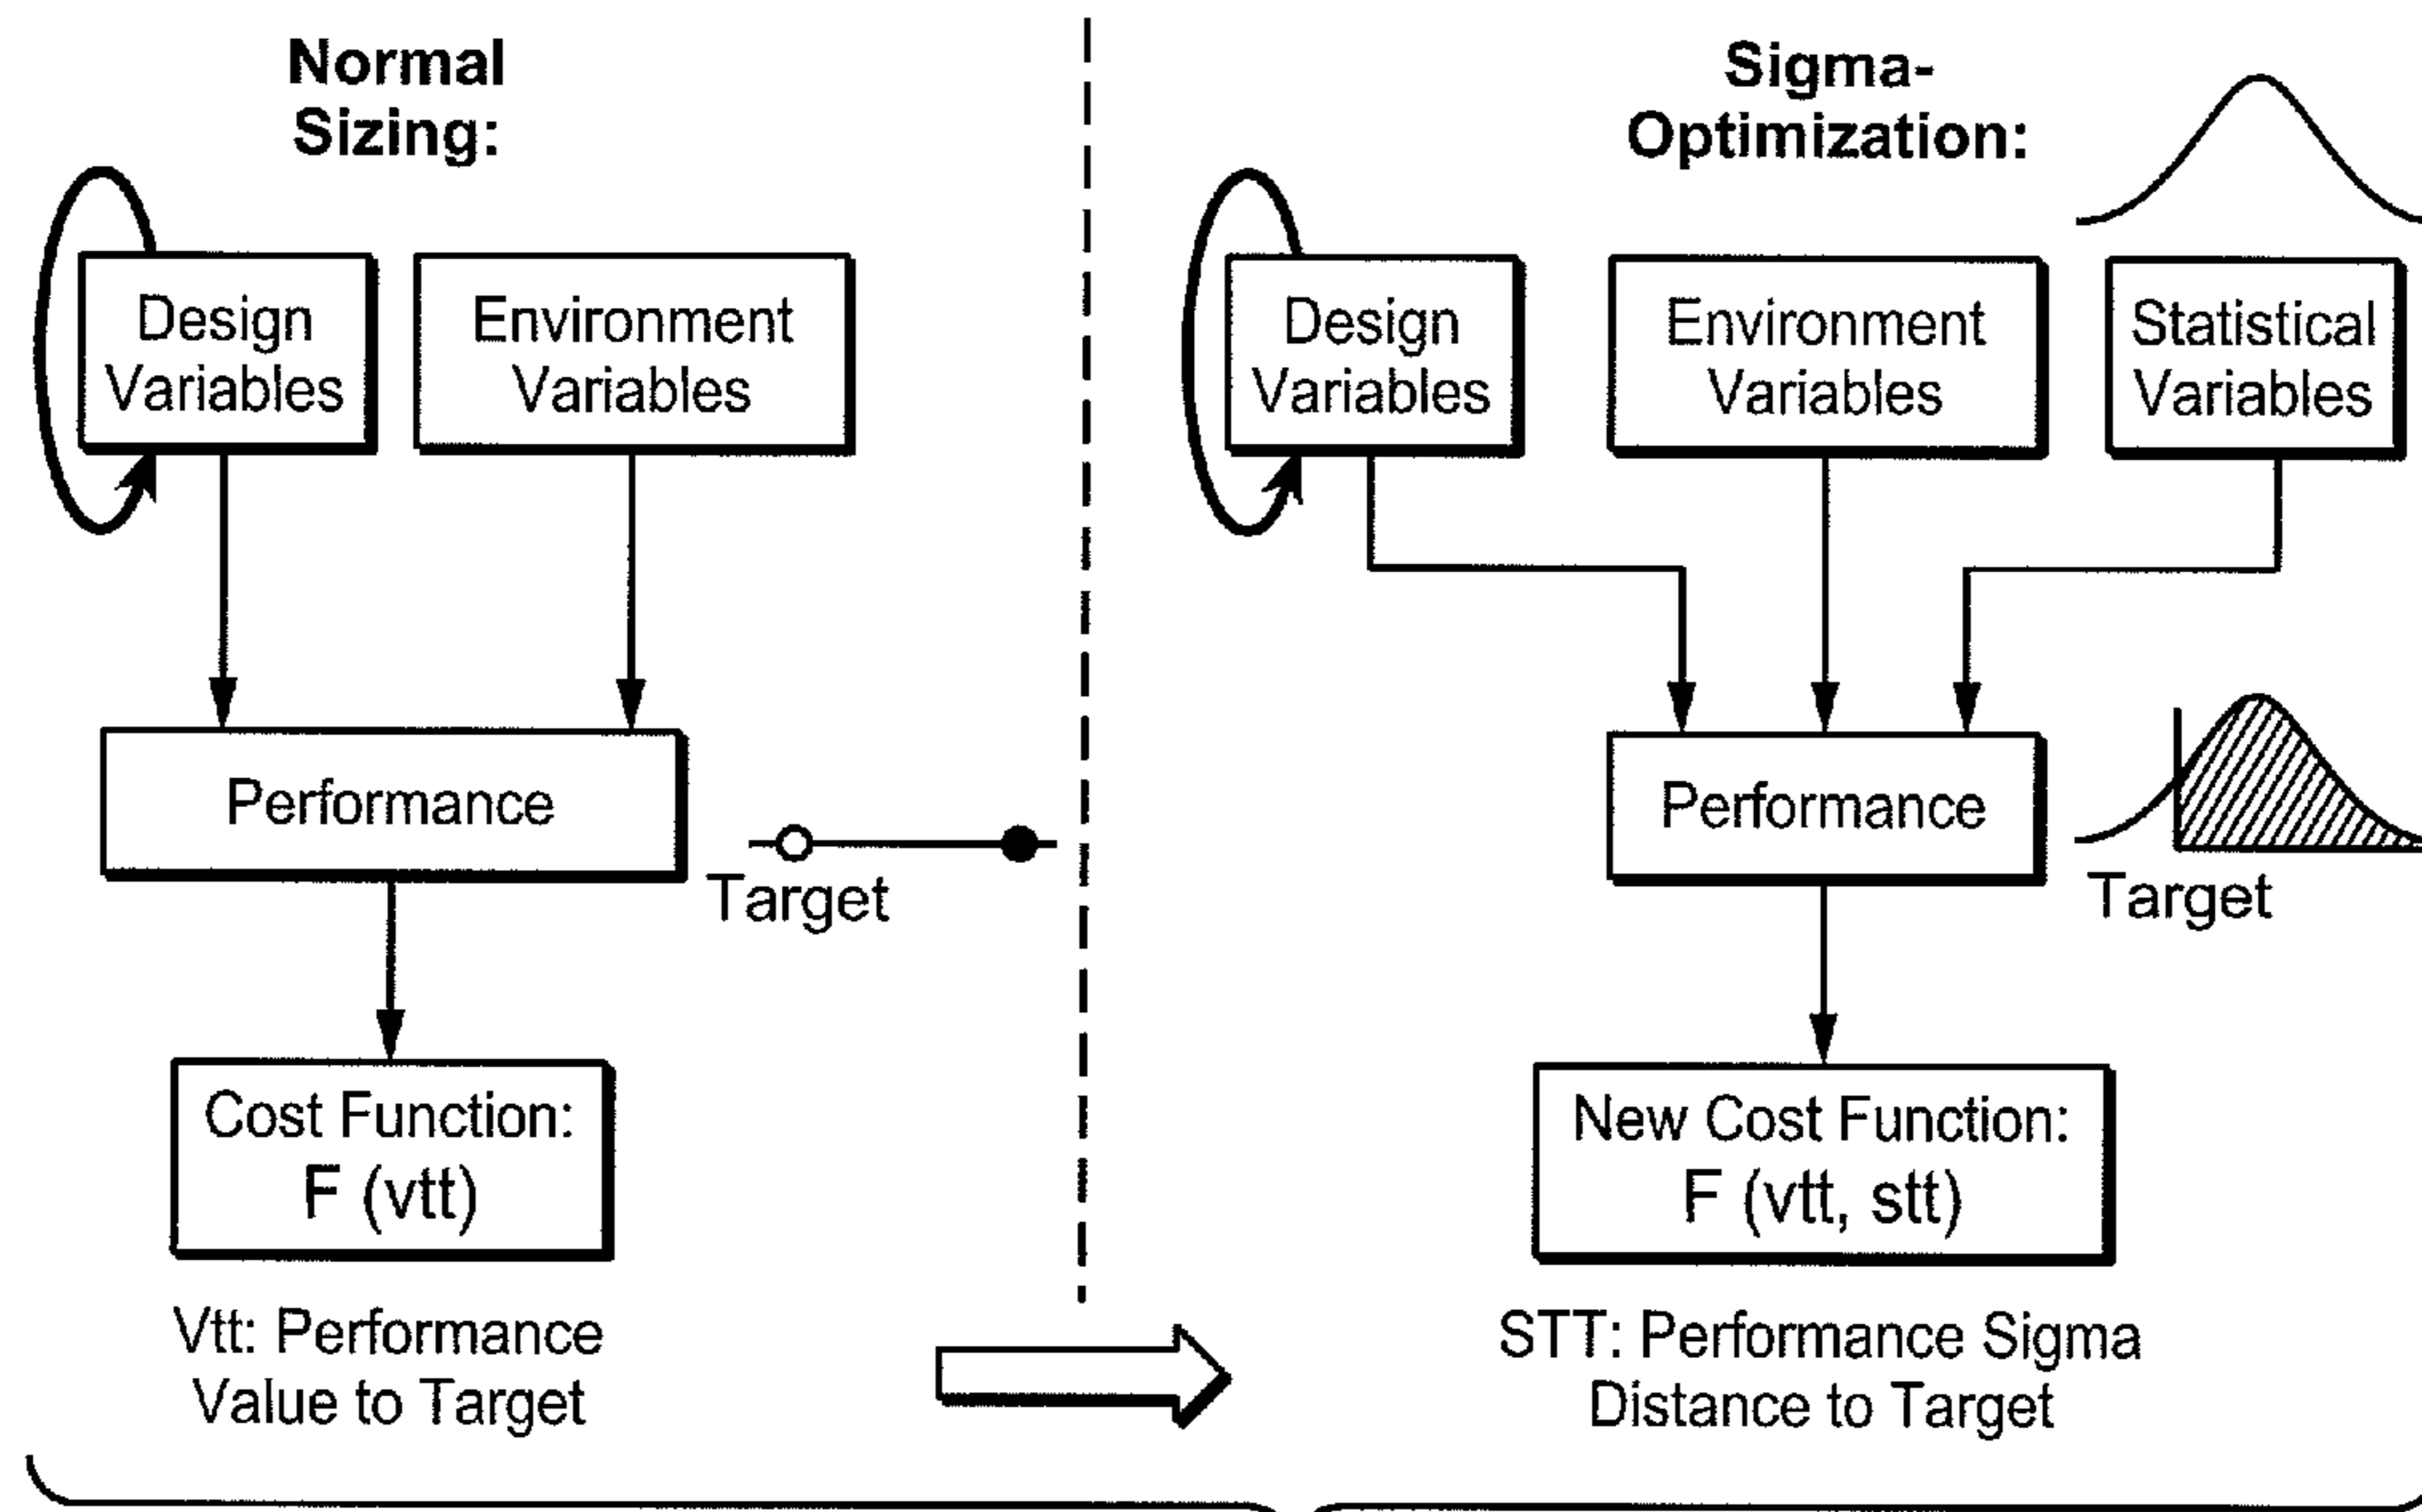 Normal
Sizing:
Design
Variables
Environment
Variables
Performance
Target
Cost Function:
F (vtt)
Vtt: Performance
Value to Target
Sigma-
Optimization:
Design
Variables
Environment
Variables
Statistical
Variables
Performance
Target
New Cost Function:
F (vtt, stt)
STT: Performance Sigma
Distance to Target